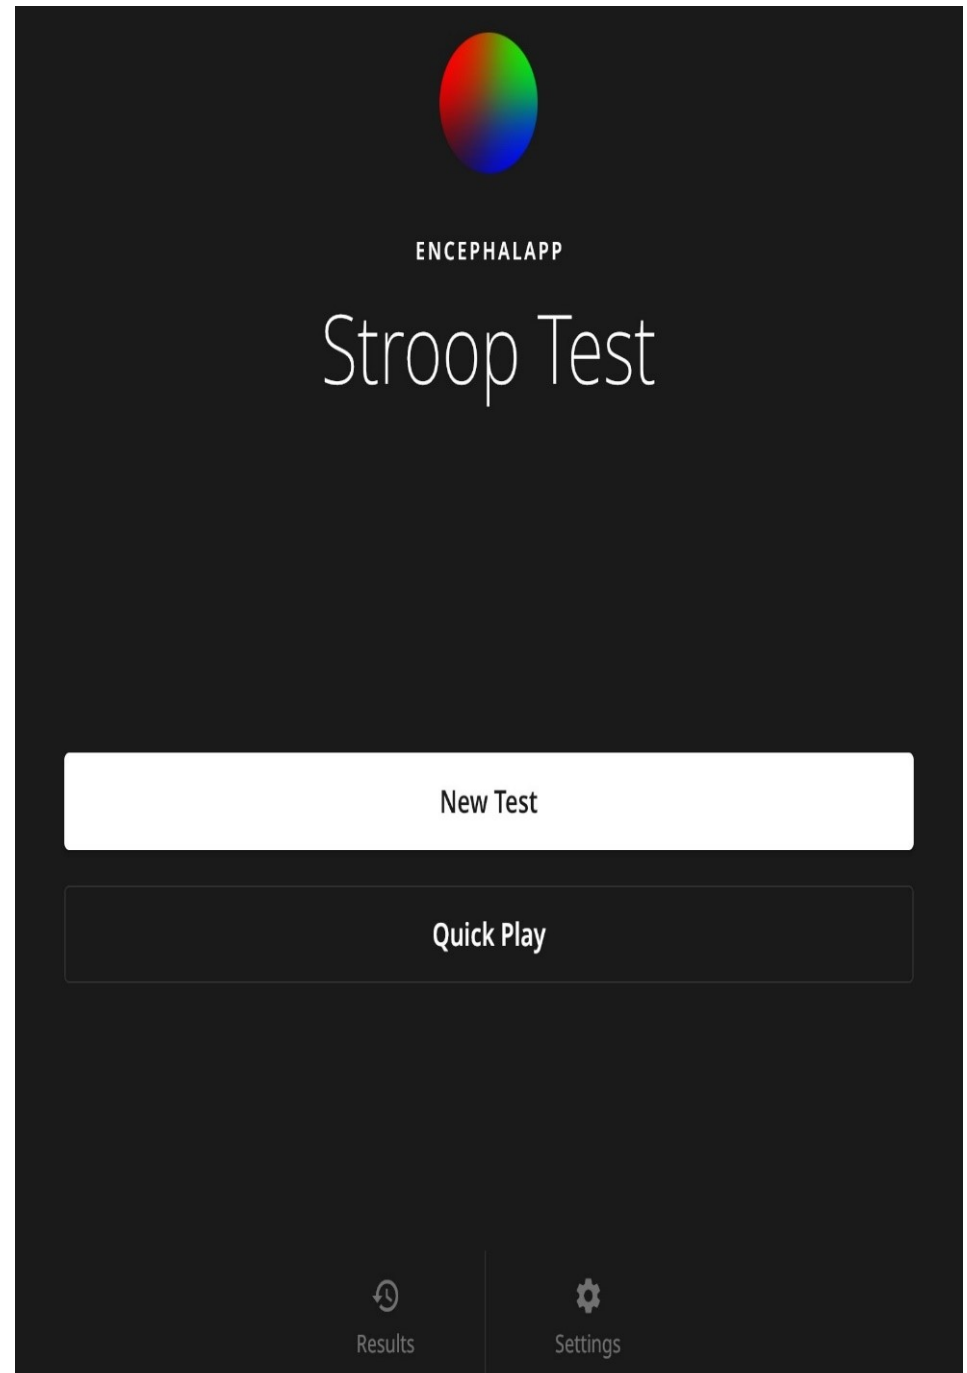 ENCEPHALAPP
Stroop Test
New Test
Quick Play
Results
Settings